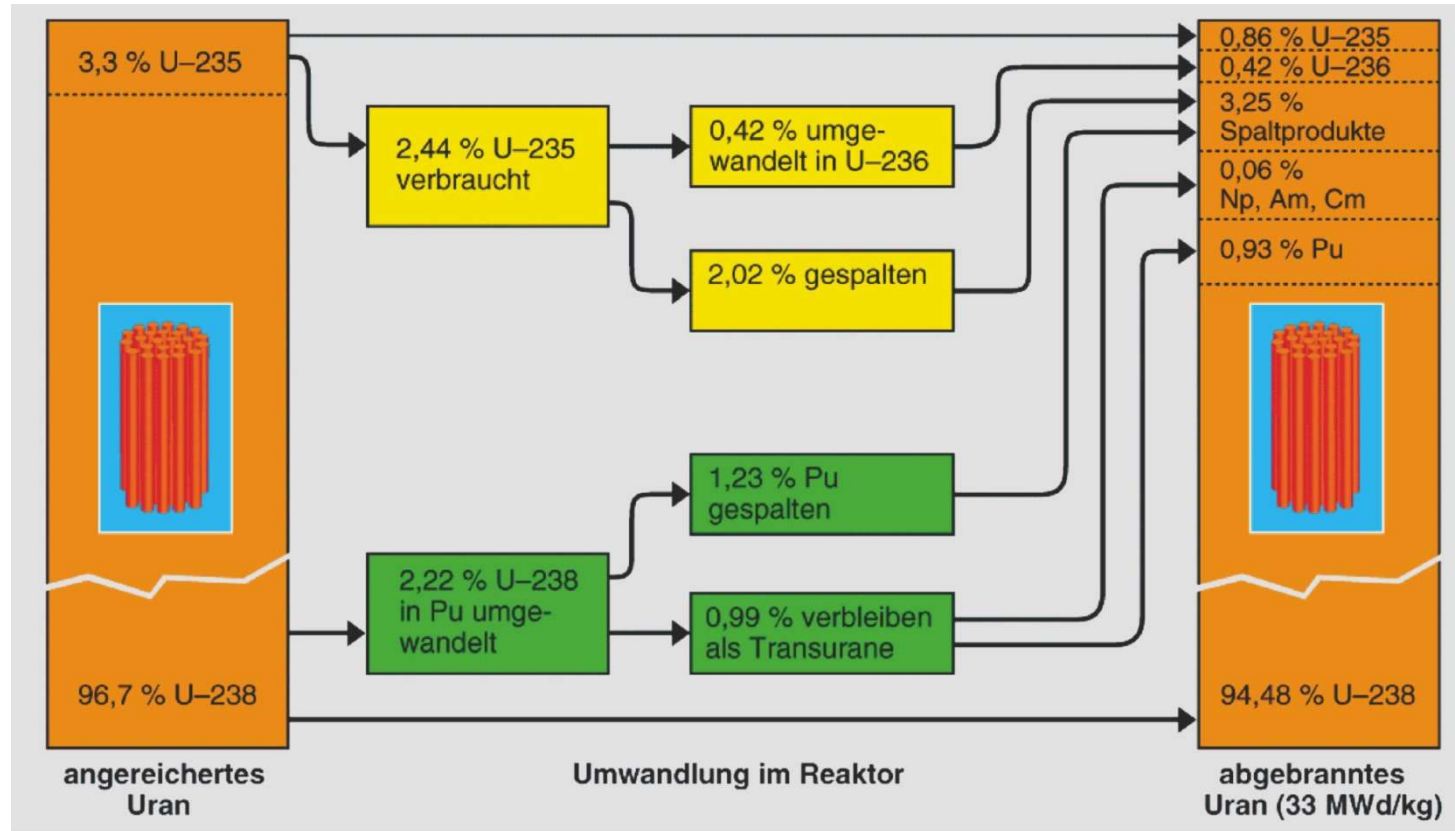 3,3 % U–235
96,7 % U–238
angereichertes
Uran
2,44 % U–235
verbraucht
0,42 % umge-
wandelt in U–236
2,02 % gespalten
1,23 % Pu
gespalten
2,22 % U–238
in Pu umge-
wandelt
0,99 % verbleiben
als Transurane
Umwandlung im Reaktor
0,86 % U–235
0,42 % U–236
3,25 %
Spaltprodukte
0,06 %
Np, Am, Cm
0,93 % Pu
94,48 % U–238
abgebranntes
Uran (33 MWd/kg)